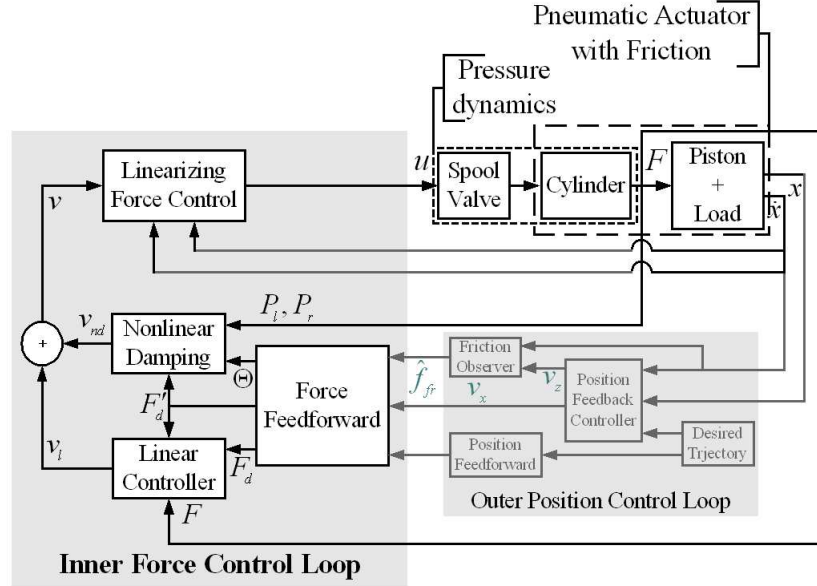 Pneumatic Actuator
with Friction
Pressure
dynamics
Linearizing
Force Control
u
Spool
Valve
Cylinder
F
Piston
+
Load
x
ẋ
v
P_l, P_r
+
v_nd
Nonlinear
Damping
Θ
F_d'
Force
Feedforward
f̂_fr
Friction
Observer
v_x
v_z
Position
Feedback
Controller
Desired
Trajectory
Position
Feedforward
v_l
Linear
Controller
F_d
F
Outer Position Control Loop
Inner Force Control Loop